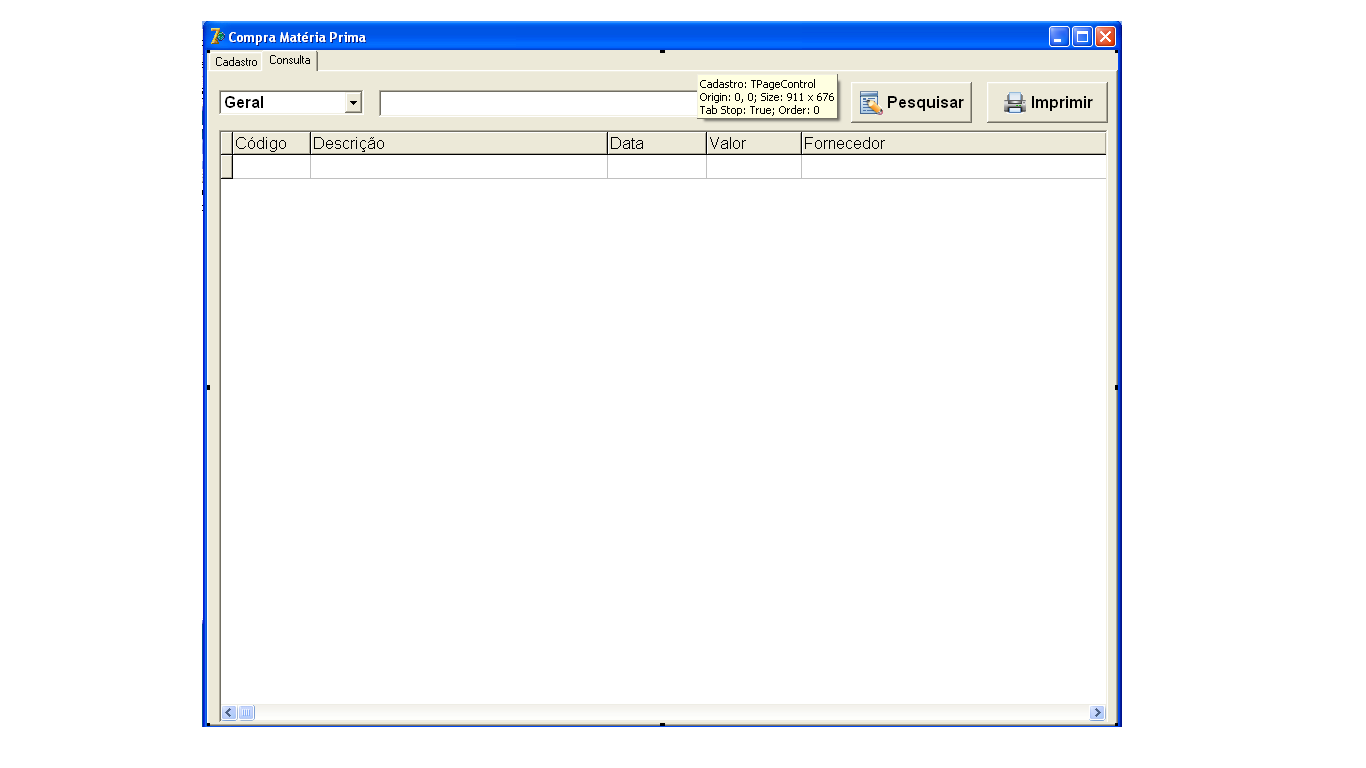 Compra Matéria Prima
Cadastro Consulta
Cadastro: TPageControl
Origin: 0, 0; Size: 911 x 676
Tab Stop: True; Order: 0
Geral Pesquisar Imprimir
Código Descrição Data Valor Fornecedor